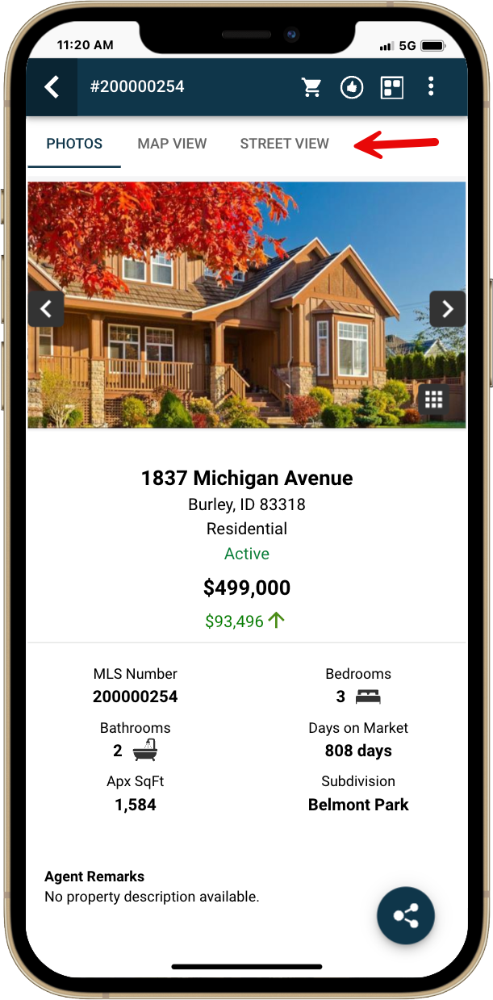 11:20 AM 5G
#200000254
PHOTOS MAP VIEW STREET VIEW
1837 Michigan Avenue
Burley, ID 83318
Residential
Active
$499,000
$93,496
MLS Number Bedrooms
200000254 3
Bathrooms Days on Market
2 808 days
Apx SqFt Subdivision
1,584 Belmont Park
Agent Remarks
No property description available.